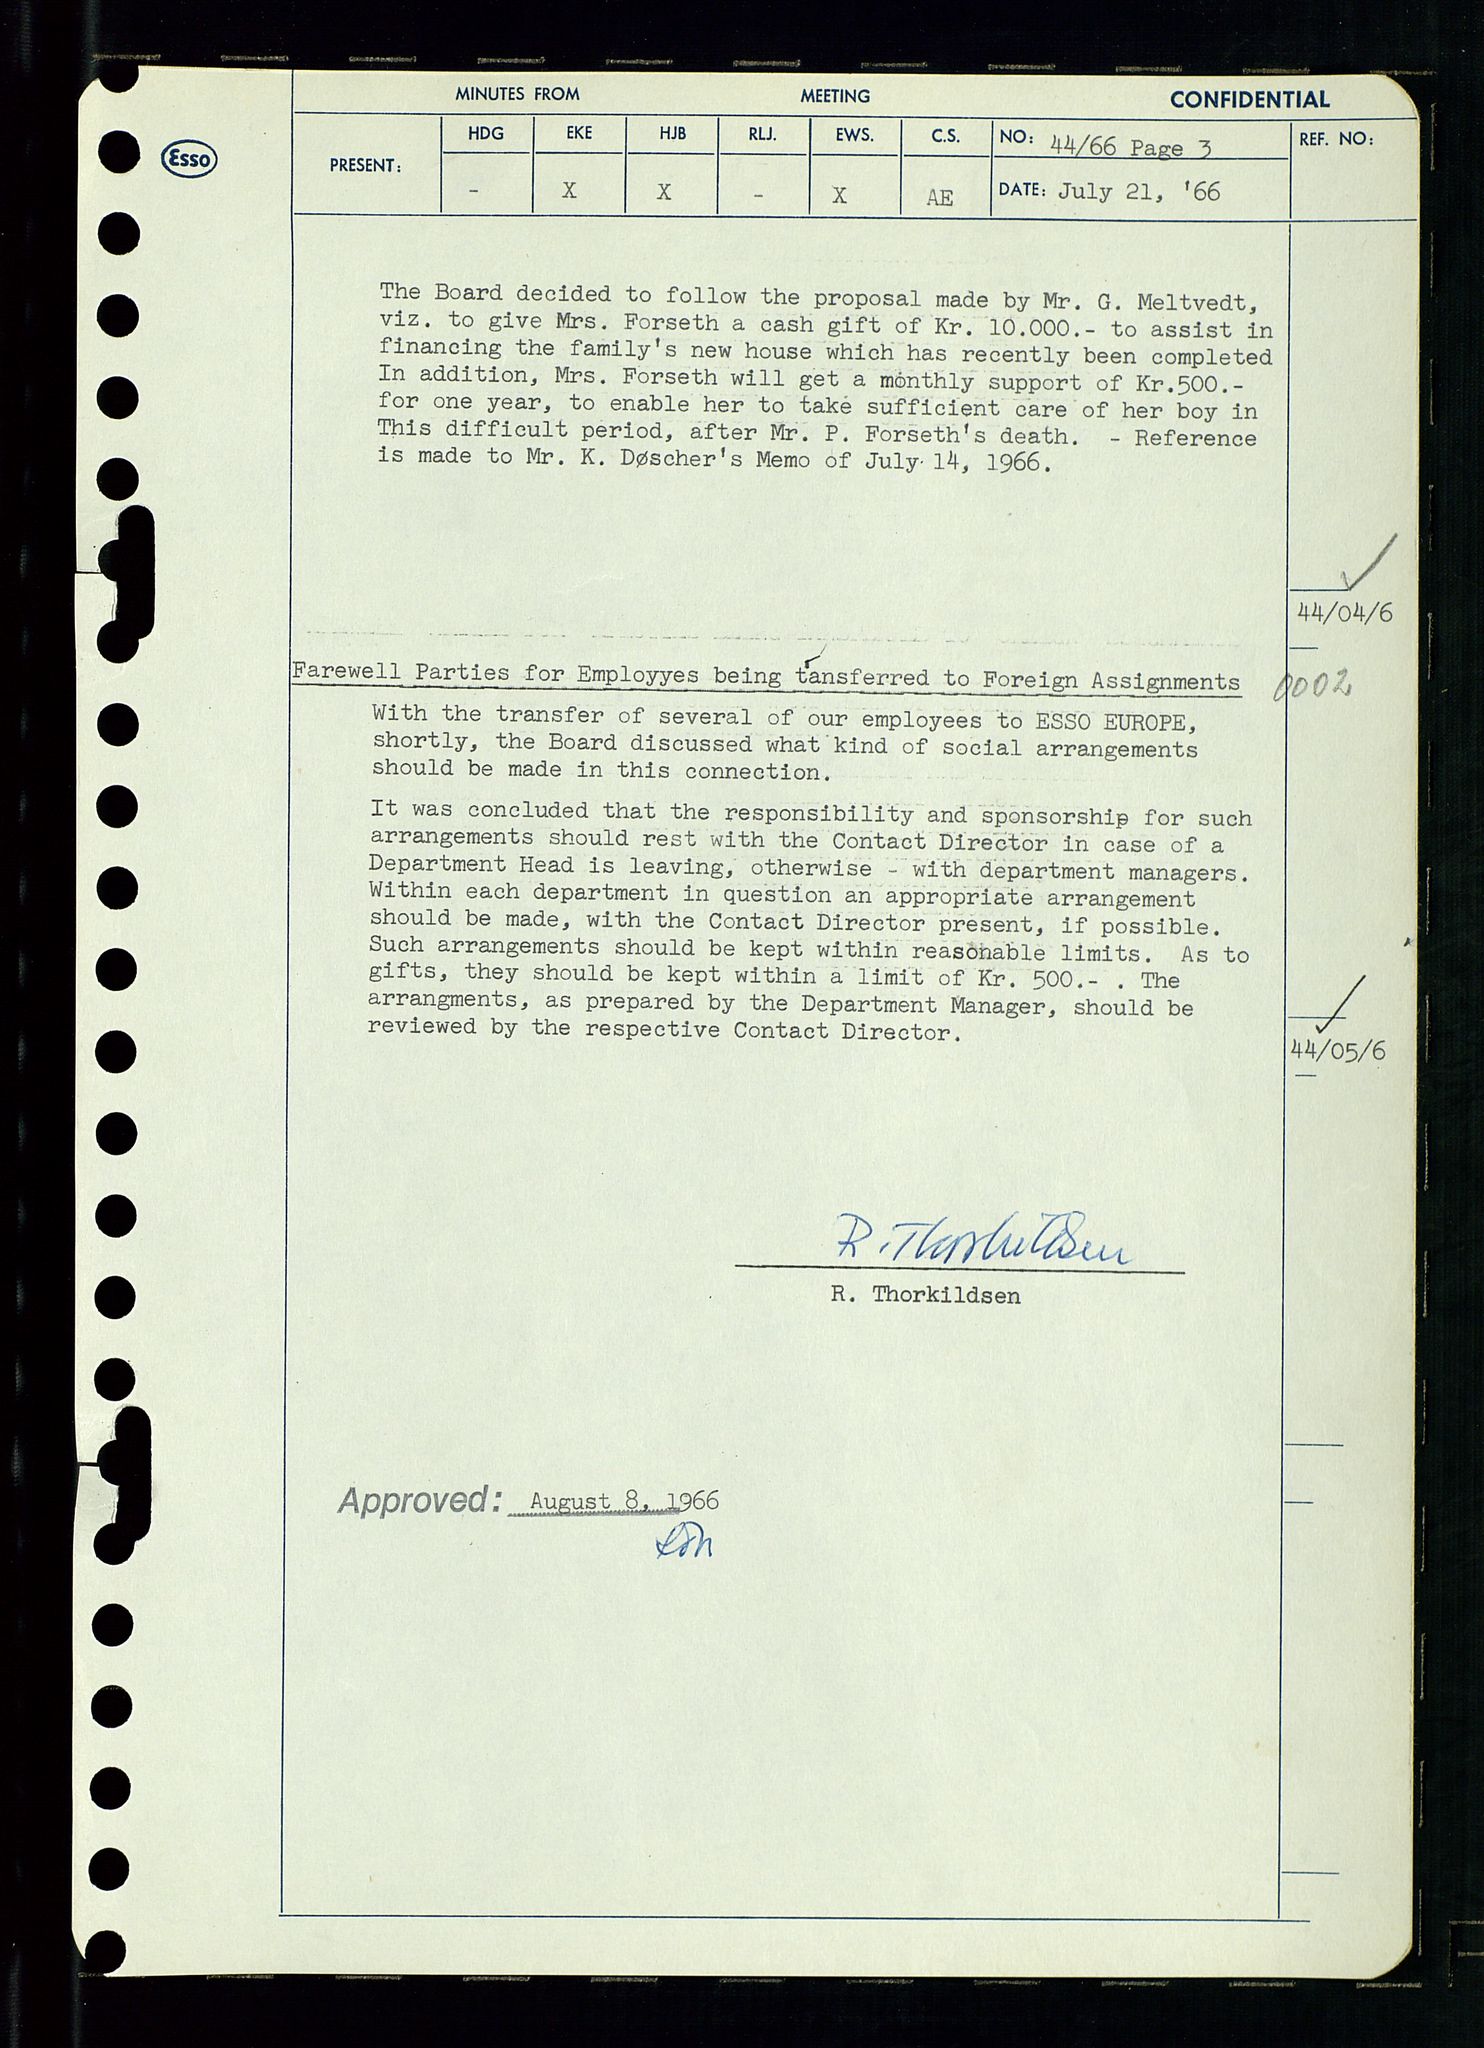 MINUTES FROM MEETING CONFIDENTIAL
Esso
PRESENT: HDG EKE HJB RLJ. EWS. C.S. NO: 44/66 Page 3 REF. NO:
- X X - X AE DATE: July 21, '66
The Board decided to follow the proposal made by Mr. G. Meltvedt,
viz. to give Mrs. Forseth a cash gift of Kr. 10.000.- to assist in
financing the family's new house which has recently been completed
In addition, Mrs. Forseth will get a monthly support of Kr.500.-
for one year, to enable her to take sufficient care of her boy in
This difficult period, after Mr. P. Forseth's death. - Reference
is made to Mr. K. Døscher's Memo of July 14, 1966.
44/04/6
Farewell Parties for Employyes being tansferred to Foreign Assignments
0002
With the transfer of several of our employees to ESSO EUROPE,
shortly, the Board discussed what kind of social arrangements
should be made in this connection.
It was concluded that the responsibility and sponsorship for such
arrangements should rest with the Contact Director in case of a
Department Head is leaving, otherwise - with department managers.
Within each department in question an appropriate arrangement
should be made, with the Contact Director present, if possible.
Such arrangements should be kept within reasonable limits. As to
gifts, they should be kept within a limit of Kr. 500.- . The
arrangments, as prepared by the Department Manager, should be
reviewed by the respective Contact Director.
44/05/6
R. Thorkildsen
R. Thorkildsen
Approved: August 8, 1966